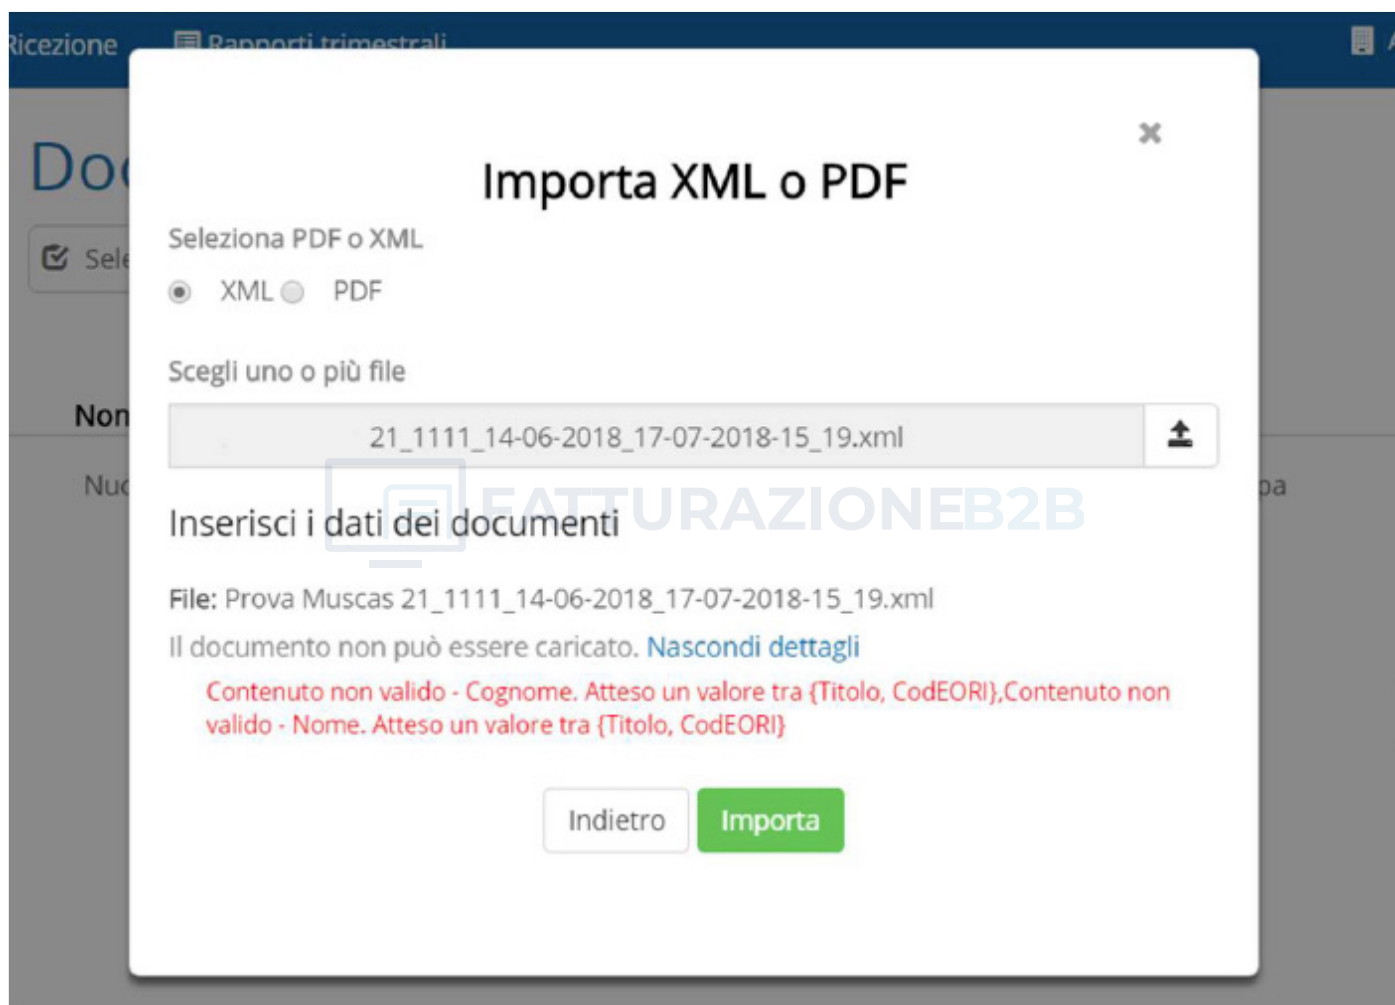 Ricezione
Rapporti trimestrali
Importa XML o PDF
Seleziona PDF o XML
XML PDF
Scegli uno o più file
Non
21_1111_14-06-2018_17-07-2018-15_19.xml
FATTURAZIONEB2B
Inserisci i dati dei documenti
File: Prova Muscas 21_1111_14-06-2018_17-07-2018-15_19.xml
Il documento non può essere caricato. Nascondi dettagli
Contenuto non valido - Cognome. Atteso un valore tra {Titolo, CodEORI},Contenuto non
valido - Nome. Atteso un valore tra {Titolo, CodEORI}
Indietro Importa